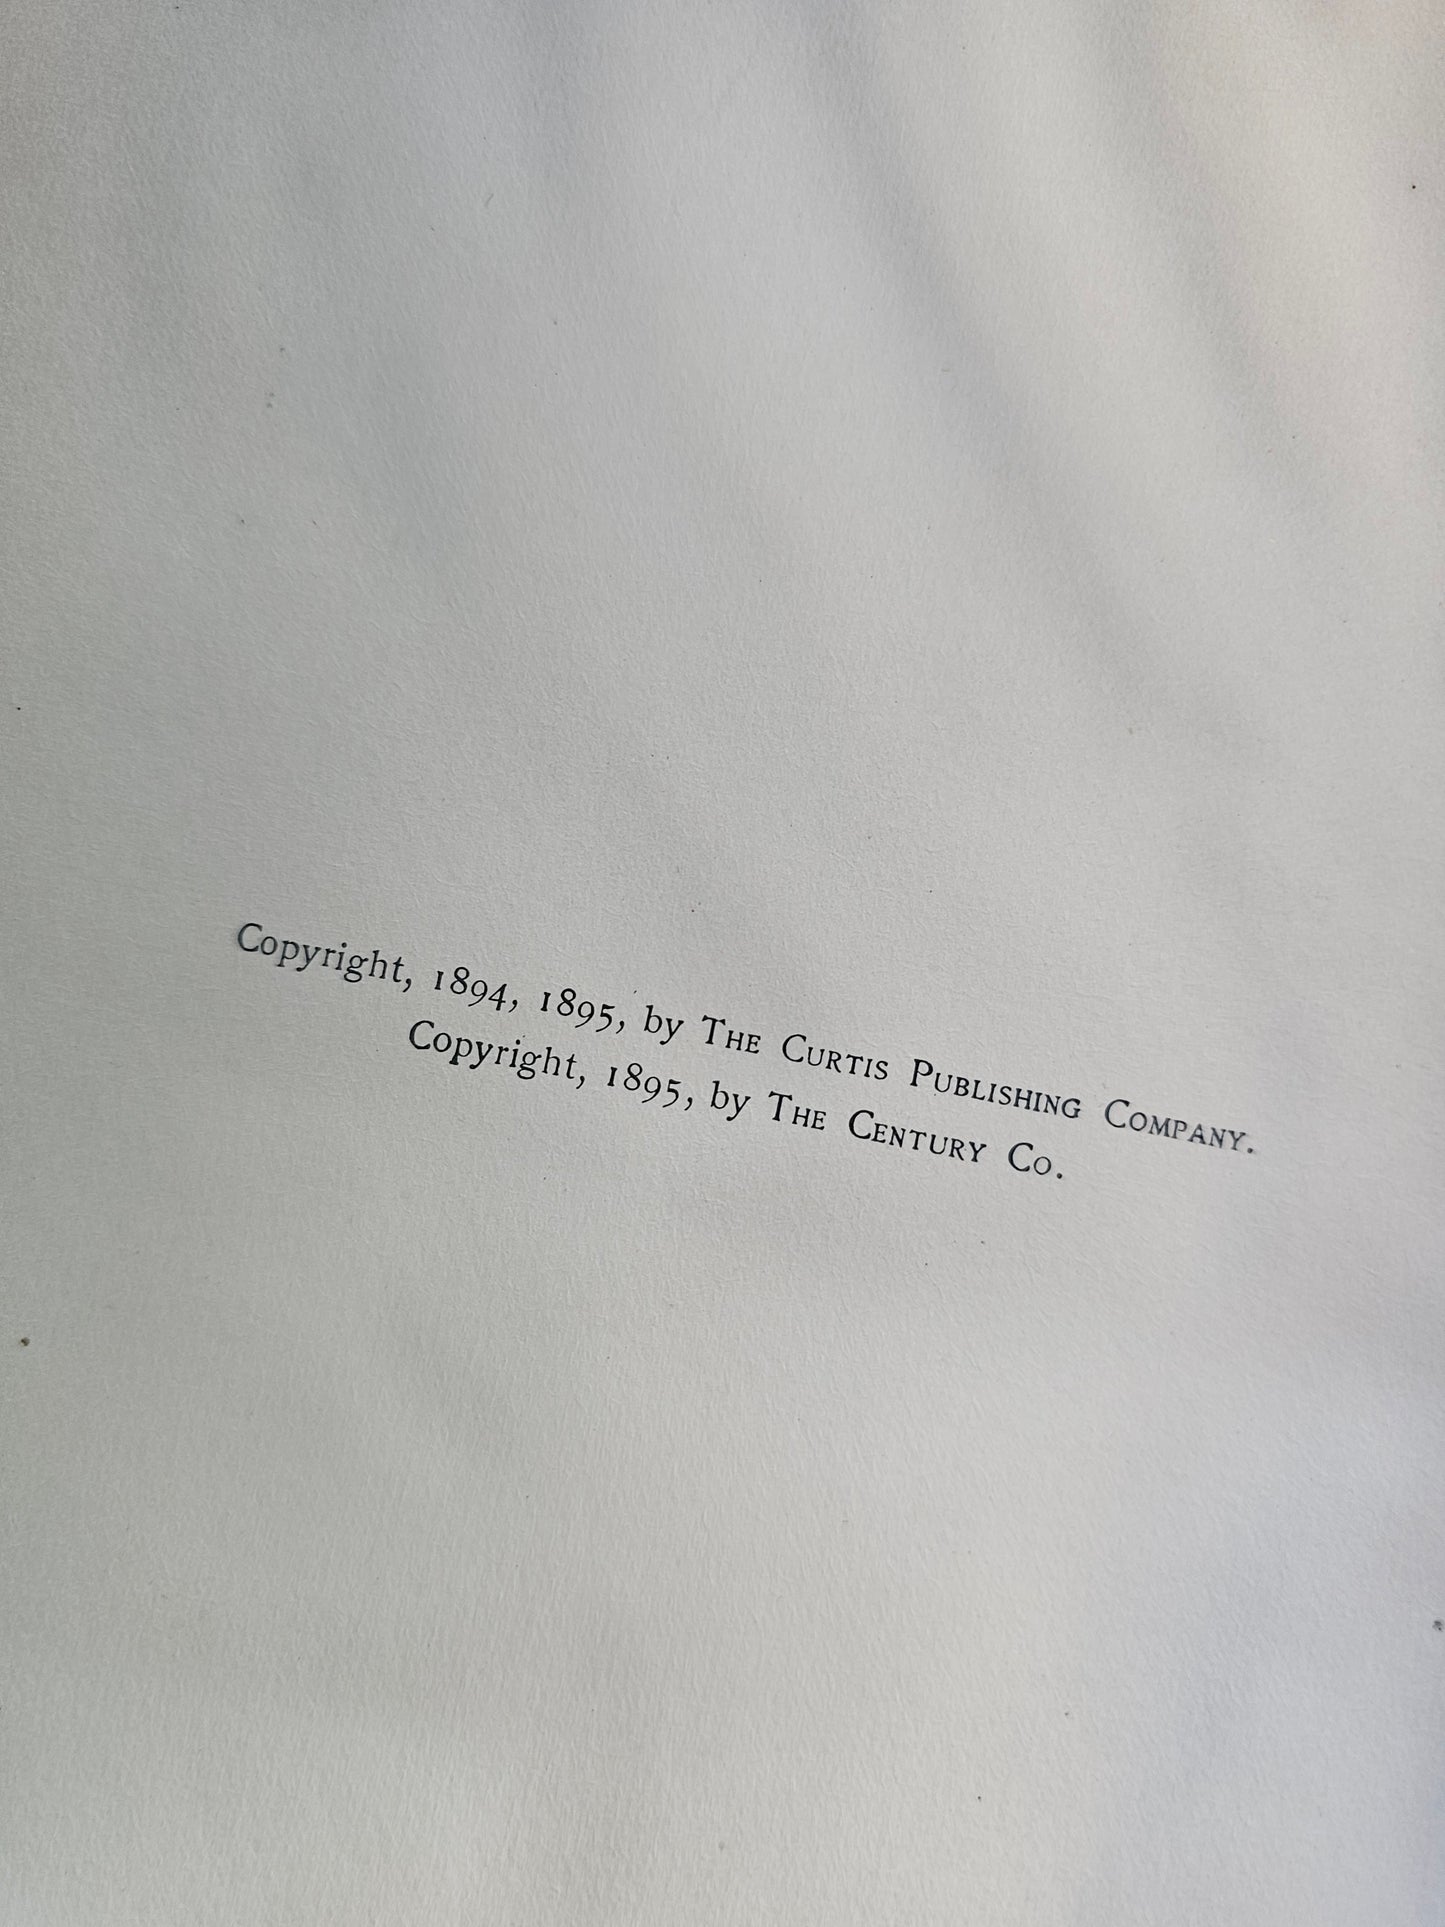 Copyright, 1894, 1895, by The Curtis Publishing Company.
Copyright, 1895, by The Century Co.